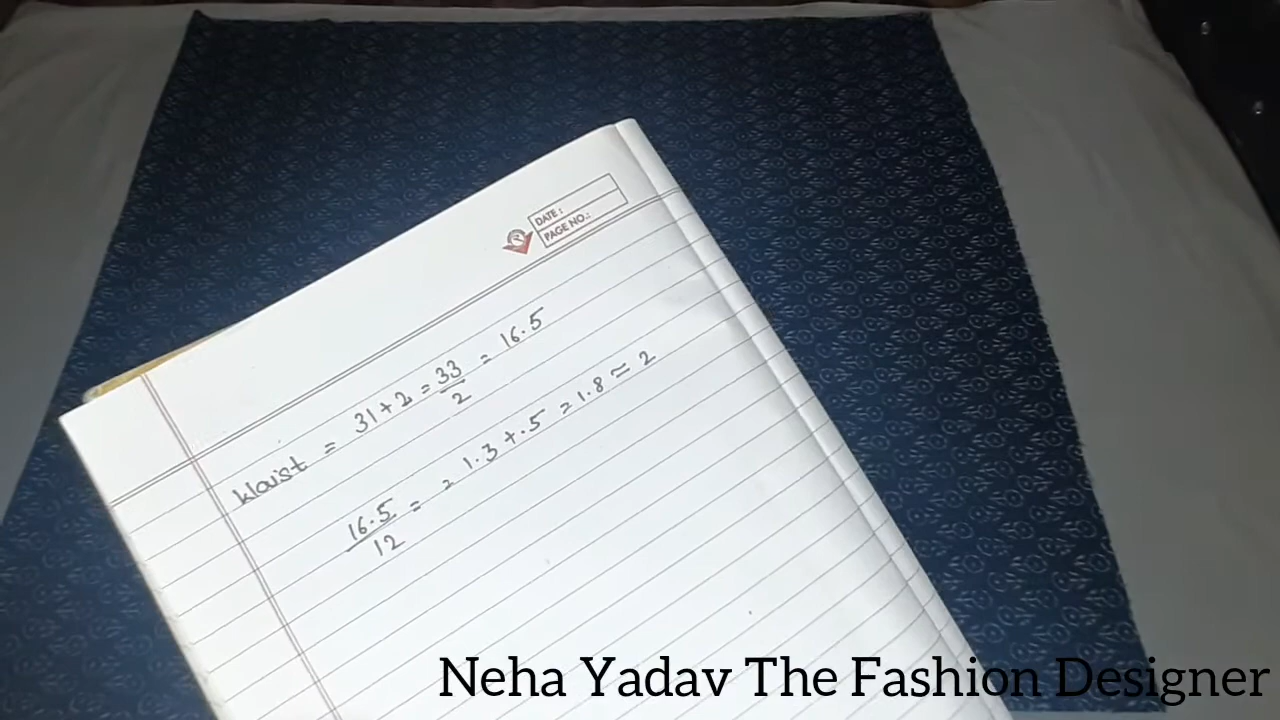 DATE :
PAGE NO.:
Waist = 31 + 2 = 33/2 = 16.5
16.5/12 = = 1.3 + .5 = 1.8 ≈ 2
Neha Yadav The Fashion Designer